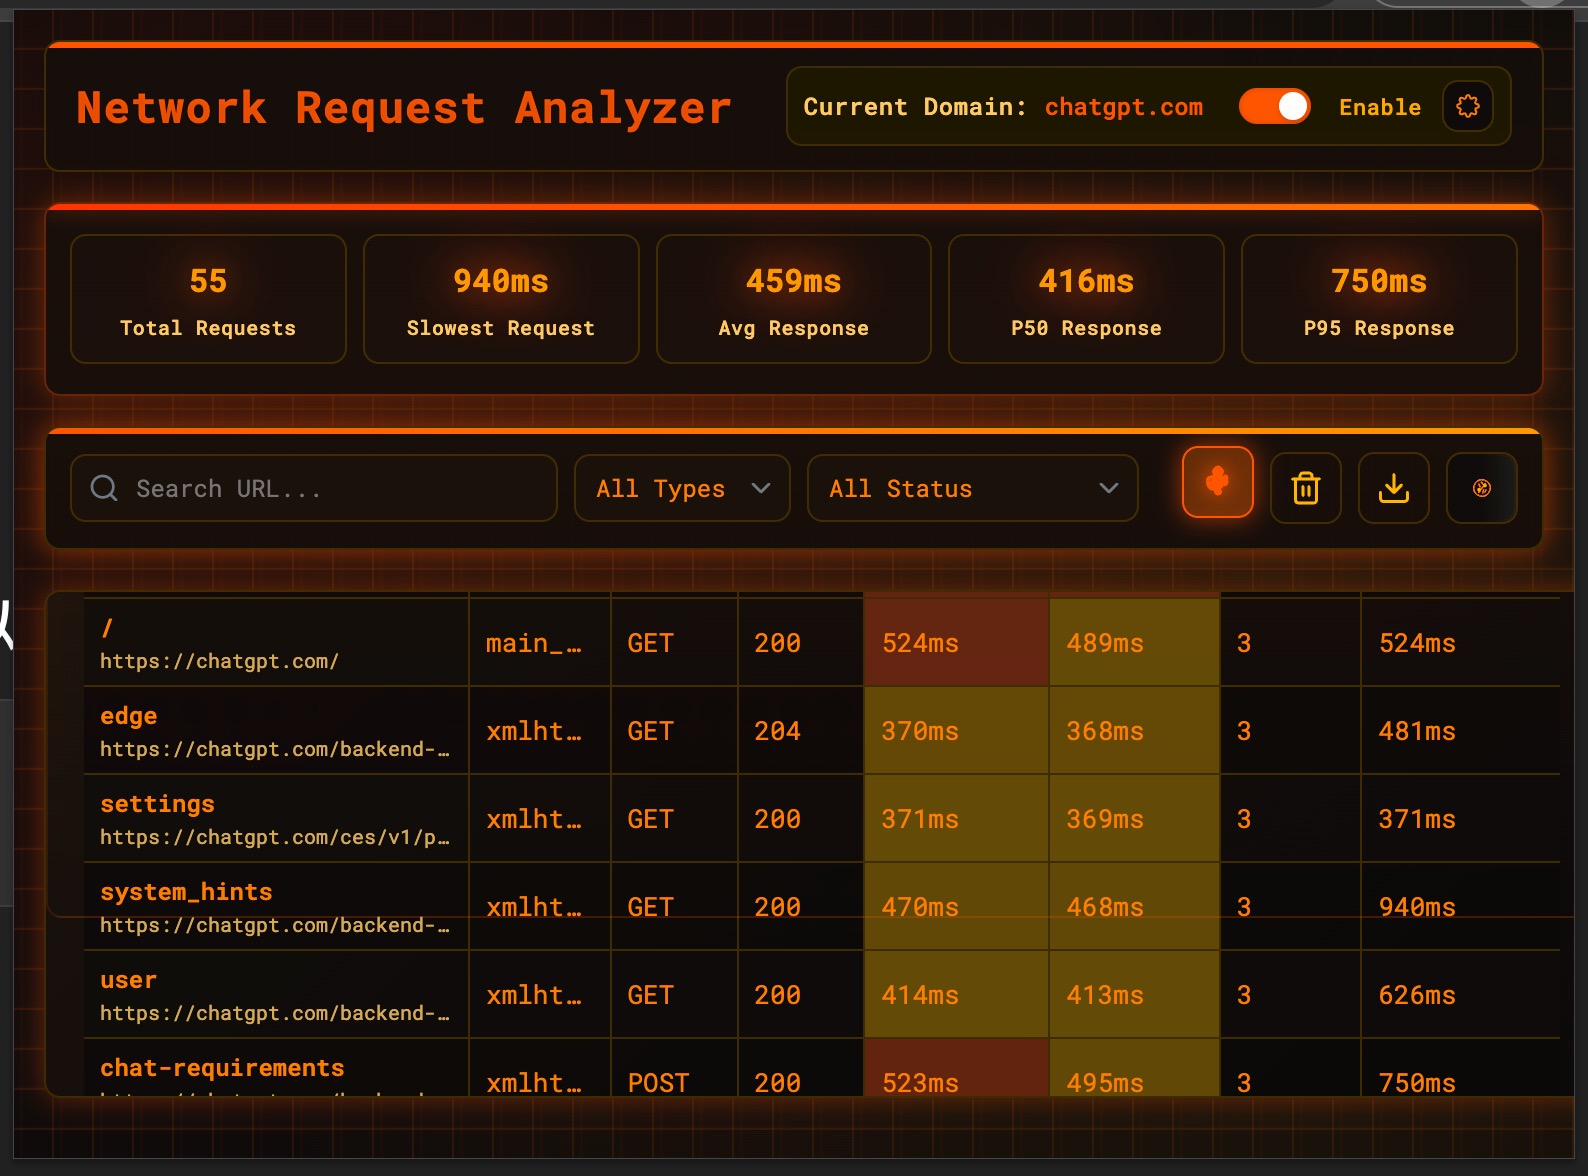 Network Request Analyzer
Current Domain: chatgpt.com
Enable
55
Total Requests
940ms
Slowest Request
459ms
Avg Response
416ms
P50 Response
750ms
P95 Response
Search URL...
All Types
All Status
/
https://chatgpt.com/
main_…
GET
200
524ms
489ms
3
524ms
edge
https://chatgpt.com/backend-…
xmlht…
GET
204
370ms
368ms
3
481ms
settings
https://chatgpt.com/ces/v1/p…
xmlht…
GET
200
371ms
369ms
3
371ms
system_hints
https://chatgpt.com/backend-…
xmlht…
GET
200
470ms
468ms
3
940ms
user
https://chatgpt.com/backend-…
xmlht…
GET
200
414ms
413ms
3
626ms
chat-requirements
xmlht…
POST
200
523ms
495ms
3
750ms